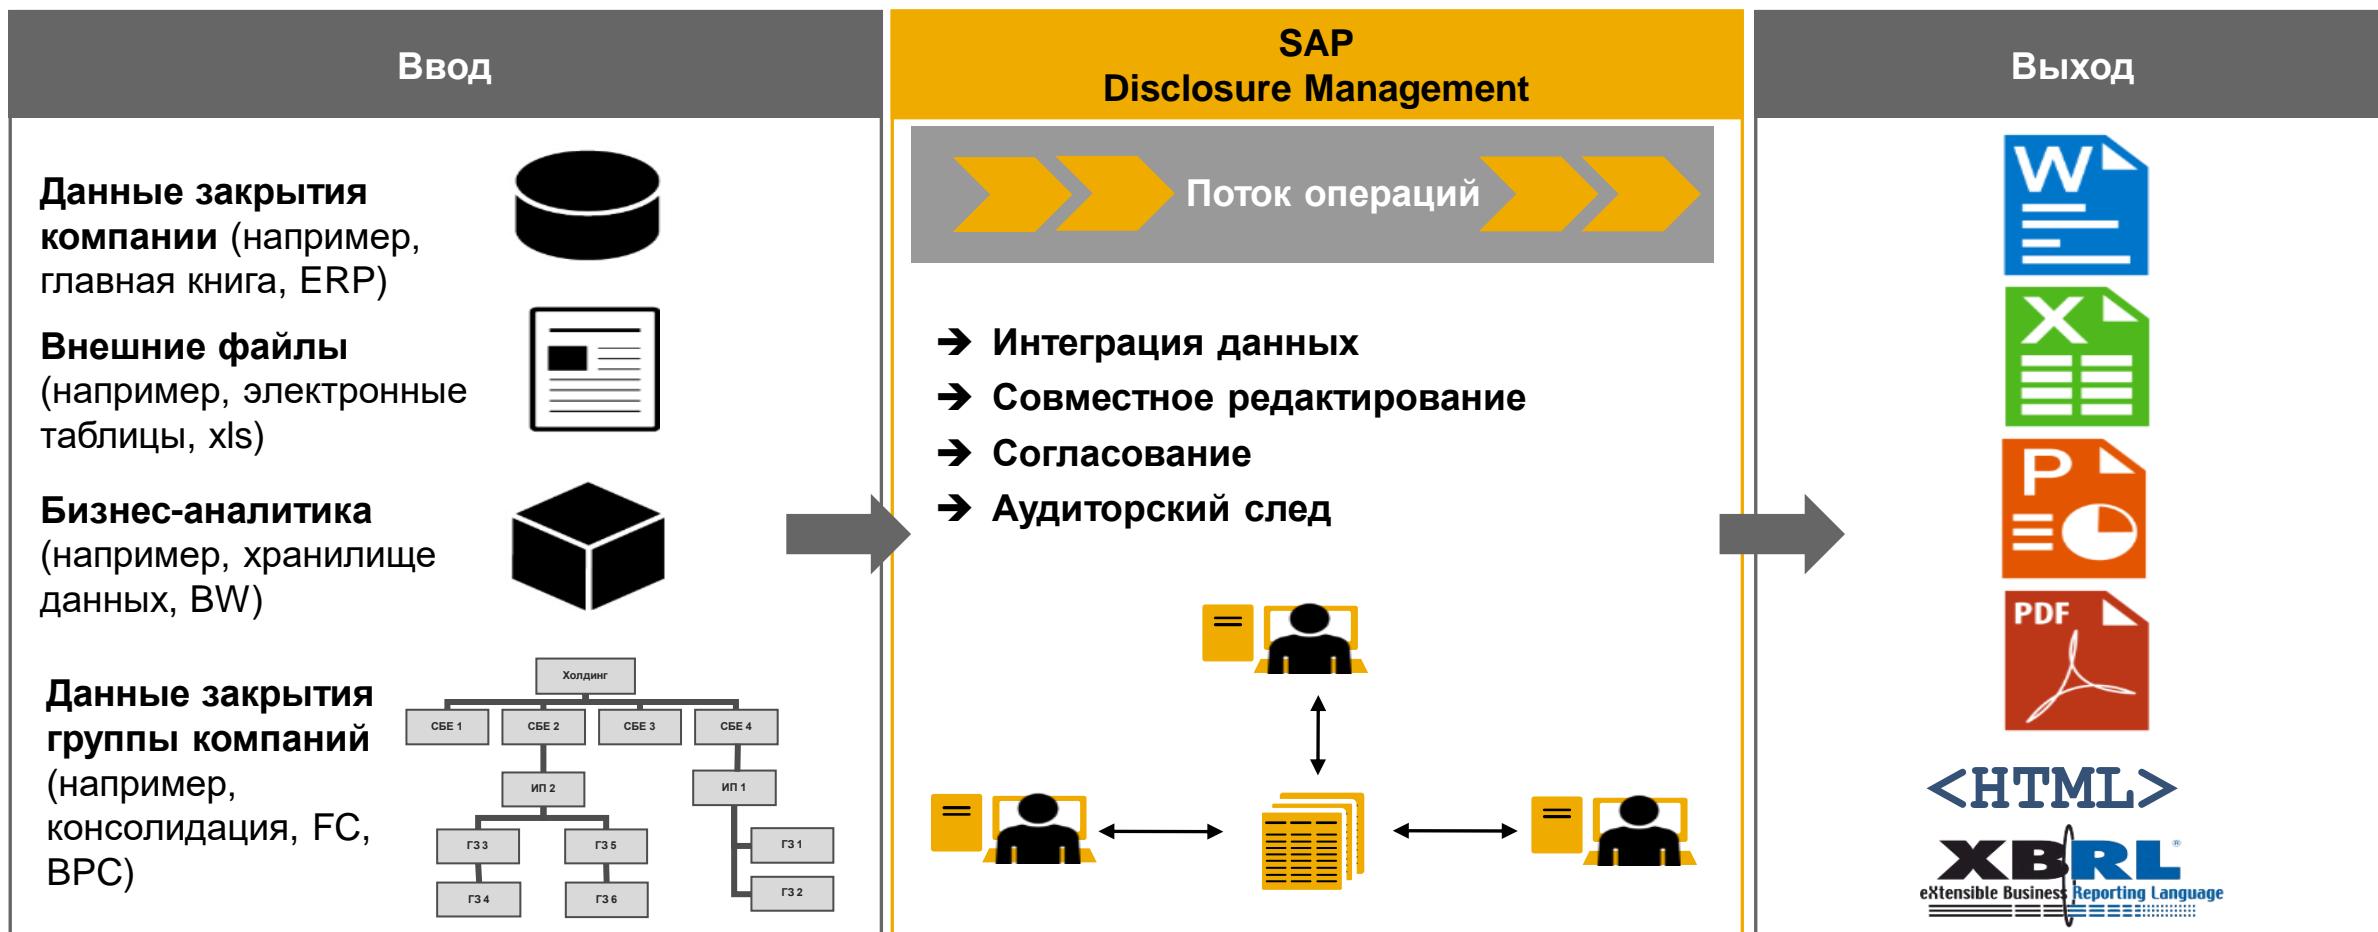 Ввод
Данные закрытия
компании (например,
главная книга, ERP)
Внешние файлы
(например, электронные
таблицы, xls)
Бизнес-аналитика
(например, хранилище
данных, BW)
Данные закрытия
группы компаний
(например,
консолидация, FC,
BPC)
Холдинг
СБЕ 1
СБЕ 2
СБЕ 3
СБЕ 4
ИП 2
ИП 1
ГЗ 3
ГЗ 5
ГЗ 1
ГЗ 4
ГЗ 6
ГЗ 2
SAP
Disclosure Management
Поток операций
➔ Интеграция данных
➔ Совместное редактирование
➔ Согласование
➔ Аудиторский след
Выход
W
X
P
PDF
<HTML>
XBRL®
eXtensible Business Reporting Language